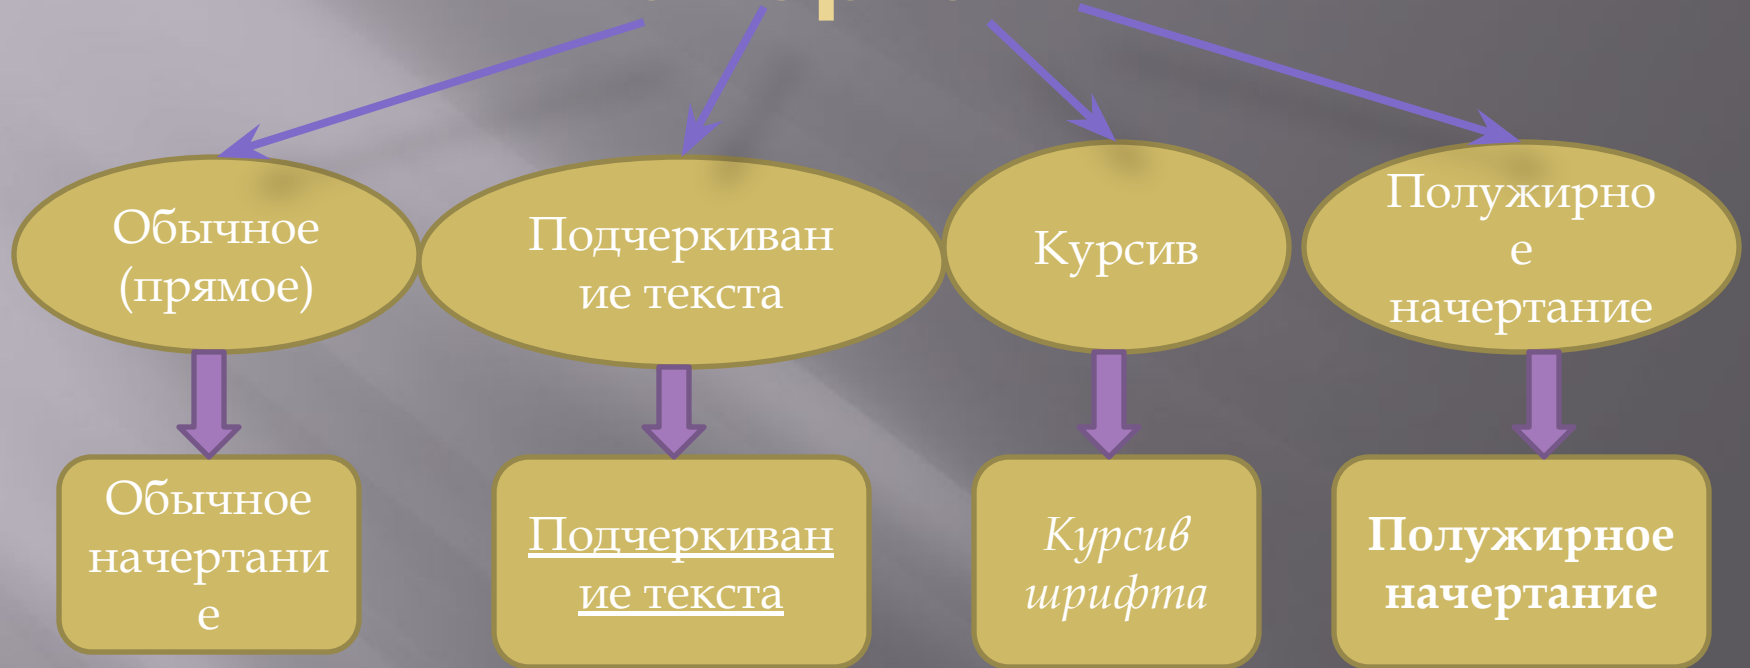 Обычное
(прямое)
Подчеркиван
ие текста
Курсив
Полужирно
е
начертание
Обычное
начертани
е
Подчеркиван
ие текста
Курсив
шрифта
Полужирное
начертание